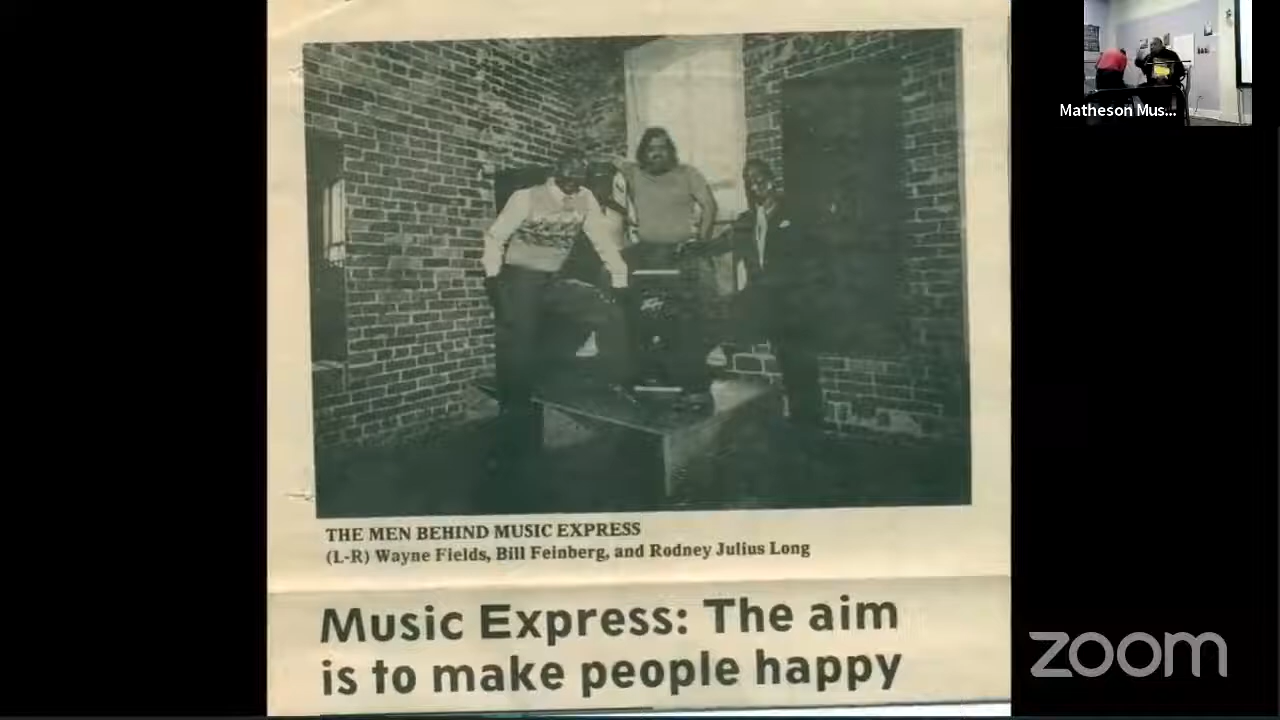 THE MEN BEHIND MUSIC EXPRESS
(L-R) Wayne Fields, Bill Feinberg, and Rodney Julius Long
Music Express: The aim
is to make people happy
Matheson Mus...
zoom